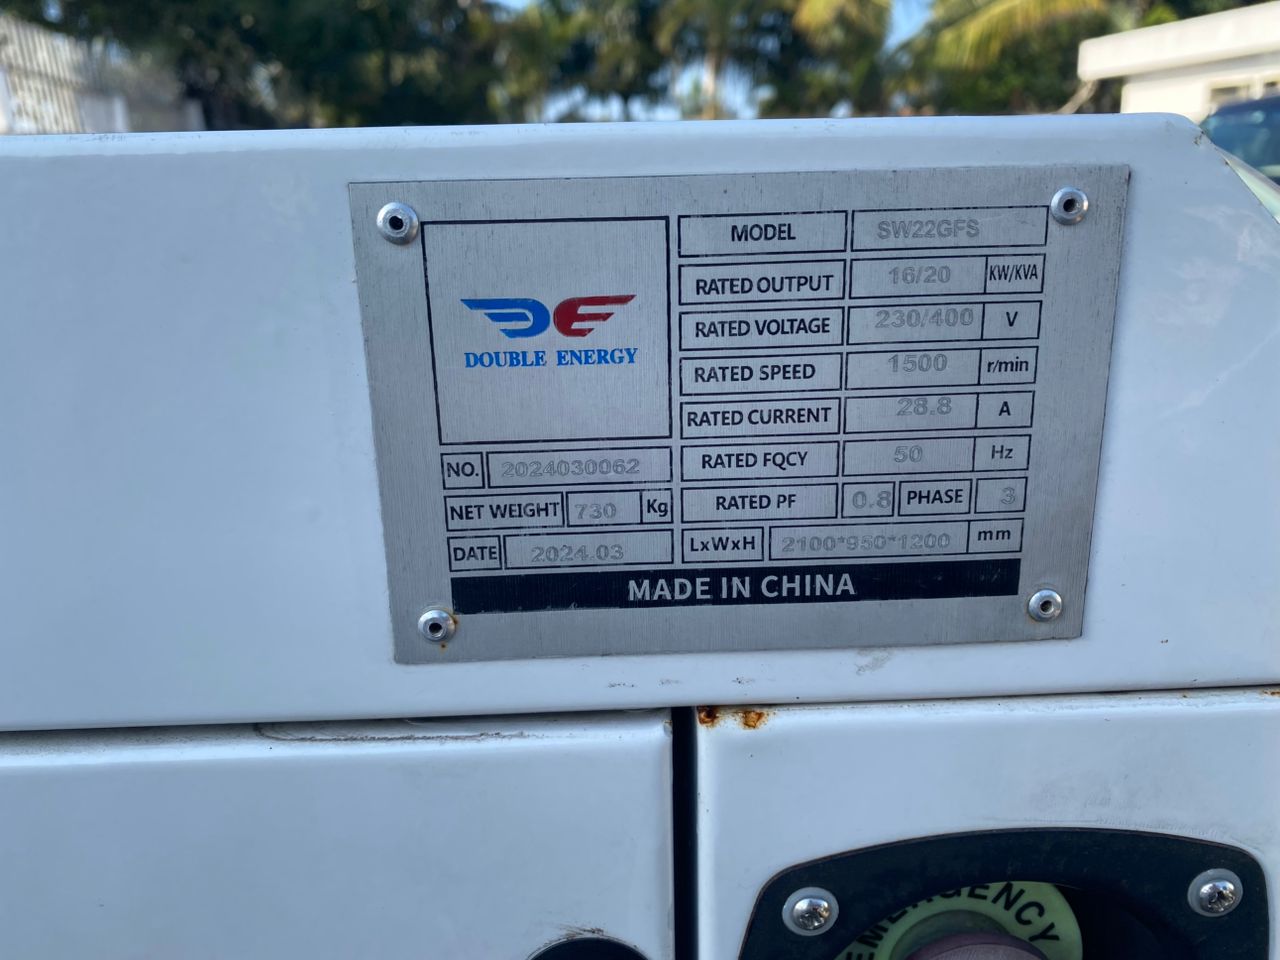 DOUBLE ENERGY
MODEL SW22GFS
RATED OUTPUT 16/20 KW/KVA
RATED VOLTAGE 230/400 V
RATED SPEED 1500 r/min
RATED CURRENT 28.8 A
NO. 2024030062 RATED FQCY 50 Hz
NET WEIGHT 730 Kg RATED PF 0.8 PHASE 3
DATE 2024.03 LxWxH 2100*950*1200 mm
MADE IN CHINA
EMERGENCY